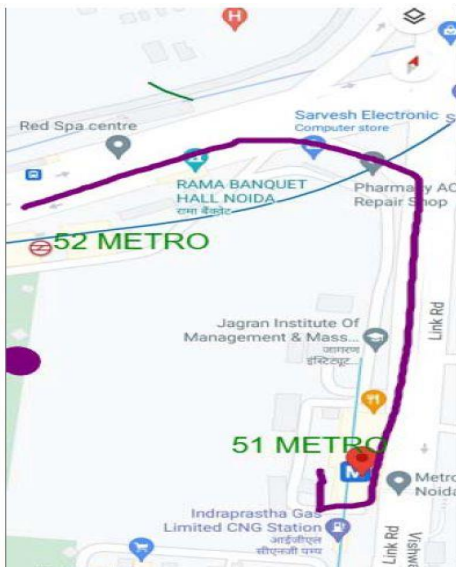 H
Sarvesh Electronic
Computer store
S
Red Spa centre
RAMA BANQUET
HALL NOIDA
रामा बैंक्वेट
Pharmacy AC
Repair Shop
52 METRO
Link Rd
Jagran Institute Of
Management & Mass...
जागरण
इंस्टिट्यूट
51 METRO
M
Metro
Noida
Indraprastha Gas
Limited CNG Station
आईजीएल
सीएनजी पम्प
Link Rd
Vishw